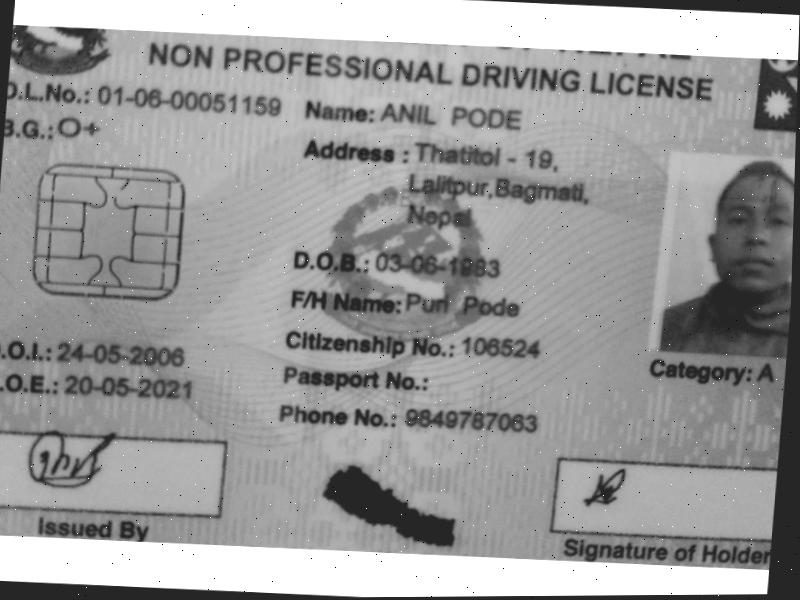 NON PROFESSIONAL DRIVING LICENSE
D.L.No.: 01-06-00051159
B.G.: O+
Name: ANIL PODE
Address : Thatitol - 19,
Lalitpur,Bagmati,
Nepal
D.O.B.: 03-06-1983
F/H Name: Puri Pode
Citizenship No.: 106524
Passport No.:
Phone No.: 9849787063
.O.I.: 24-05-2006
.O.E.: 20-05-2021
Category: A
Issued By
Signature of Holder